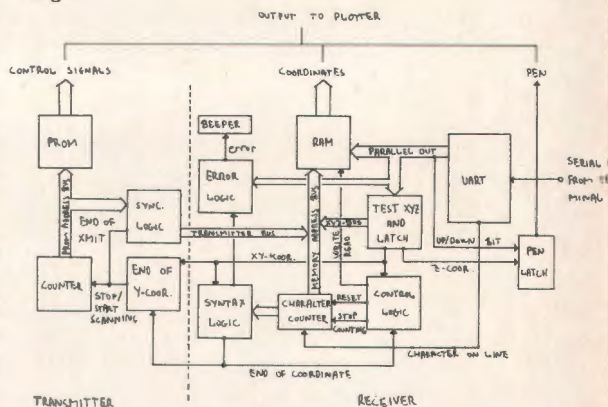 OUTPUT TO PLOTTER
CONTROL SIGNALS
COORDINATES
PEN
PROM
BEEPER
error
RAM
PARALLEL OUT
UART
SERIAL
FROM
MINAL
ERROR
LOGIC
PROM ADDRESS BUS
END OF
XMIT
SYNC.
LOGIC
TRANSMITTER BUS
MEMORY ADDRESS BUS
XYZ-BUS
WRITE
READ
TEST XYZ
AND
LATCH
UP/DOWN BIT
Z-COOR.
PEN
LATCH
XY-KOOR.
COUNTER
STOP/
START
SCANNING
END OF
Y-COOR.
SYNTAX
LOGIC
CHARACTER
COUNTER
RESET
STOP
COUNTING
CONTROL
LOGIC
CHARACTER ON LINE
END OF COORDINATE
TRANSMITTER
RECEIVER